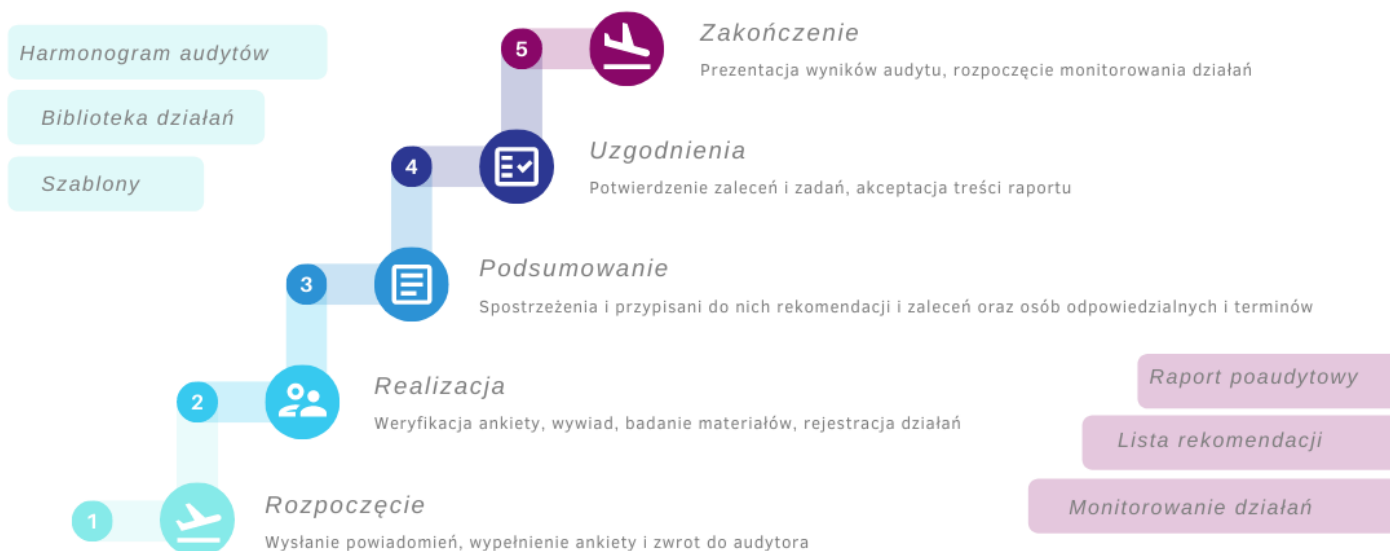 Harmonogram audytów
Biblioteka działań
Szablony
5
Zakończenie
Prezentacja wyników audytu, rozpoczęcie monitorowania działań
4
Uzgodnienia
Potwierdzenie zaleceń i zadań, akceptacja treści raportu
3
Podsumowanie
Spostrzeżenia i przypisani do nich rekomendacji i zaleceń oraz osób odpowiedzialnych i terminów
2
Realizacja
Weryfikacja ankiety, wywiad, badanie materiałów, rejestracja działań
1
Rozpoczęcie
Wysłanie powiadomień, wypełnienie ankiety i zwrot do audytora
Raport poaudytowy
Lista rekomendacji
Monitorowanie działań